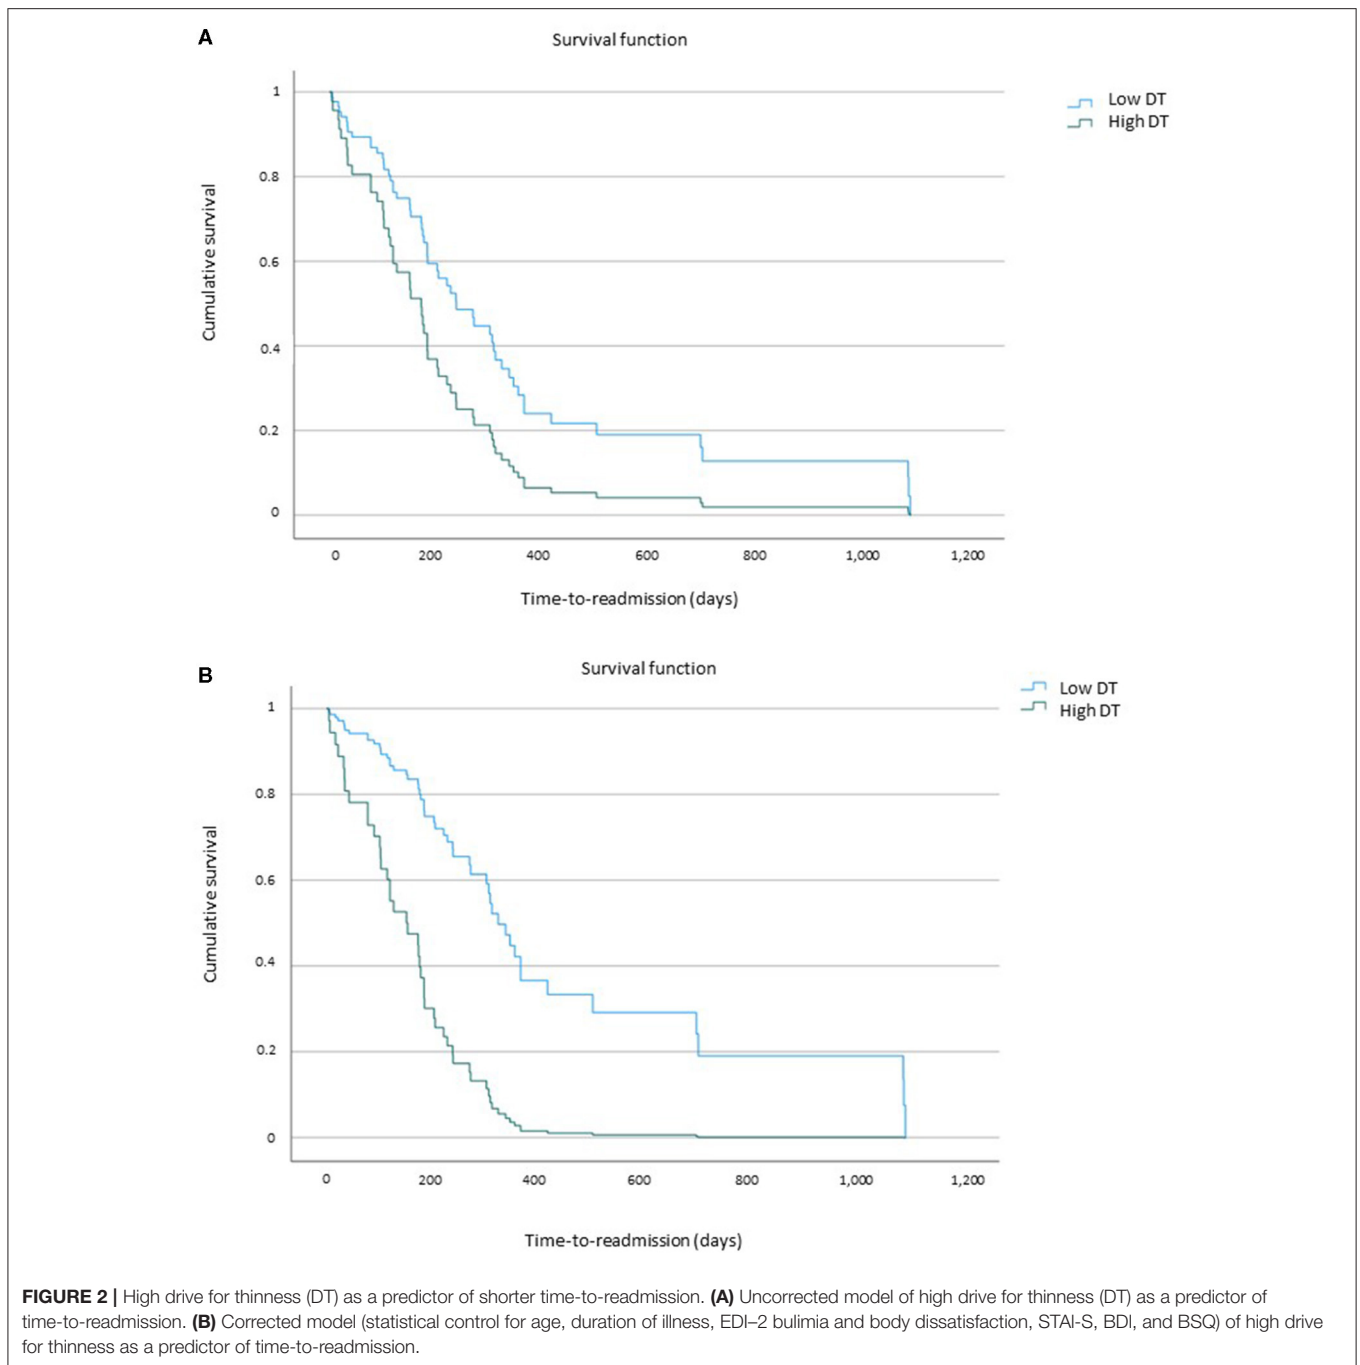 A
Survival function
Low DT
High DT
Cumulative survival
1
0.8
0.6
0.4
0.2
0
0
200
400
600
800
1,000
1,200
Time-to-readmission (days)
B
Survival function
Low DT
High DT
Cumulative survival
1
0.8
0.6
0.4
0.2
0
0
200
400
600
800
1,000
1,200
Time-to-readmission (days)
FIGURE 2 | High drive for thinness (DT) as a predictor of shorter time-to-readmission. (A) Uncorrected model of high drive for thinness (DT) as a predictor of
time-to-readmission. (B) Corrected model (statistical control for age, duration of illness, EDI–2 bulimia and body dissatisfaction, STAI-S, BDI, and BSQ) of high drive
for thinness as a predictor of time-to-readmission.